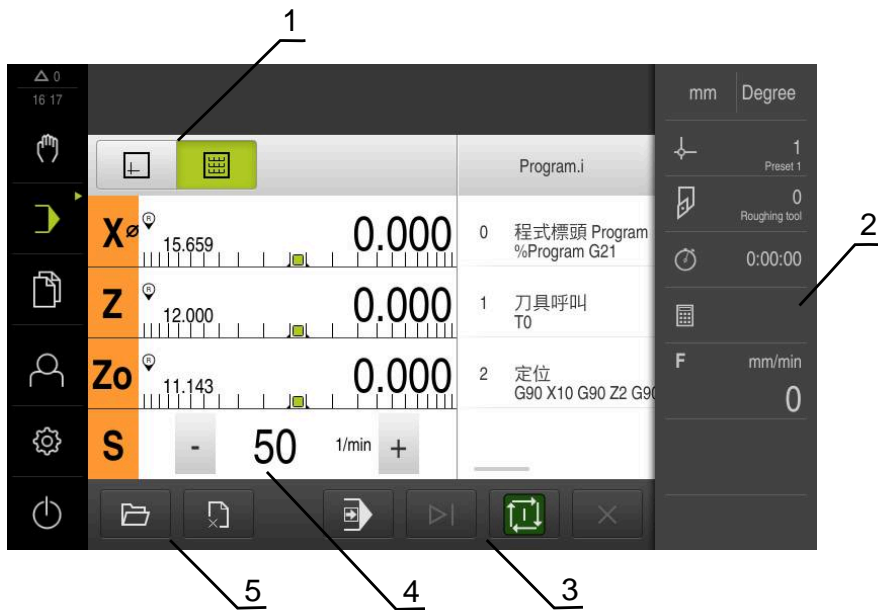 1
0
16 17
mm Degree
1
Preset 1
0
Roughing tool
2
0:00:00
F mm/min
0
Program.i
X⌀ R 15.659 0.000
0 程式標頭 Program
%Program G21
Z R 12.000 0.000
1 刀具呼叫
T0
Zo R 11.143 0.000
2 定位
G90 X10 G90 Z2 G90
S - 50 1/min +
5
4
3